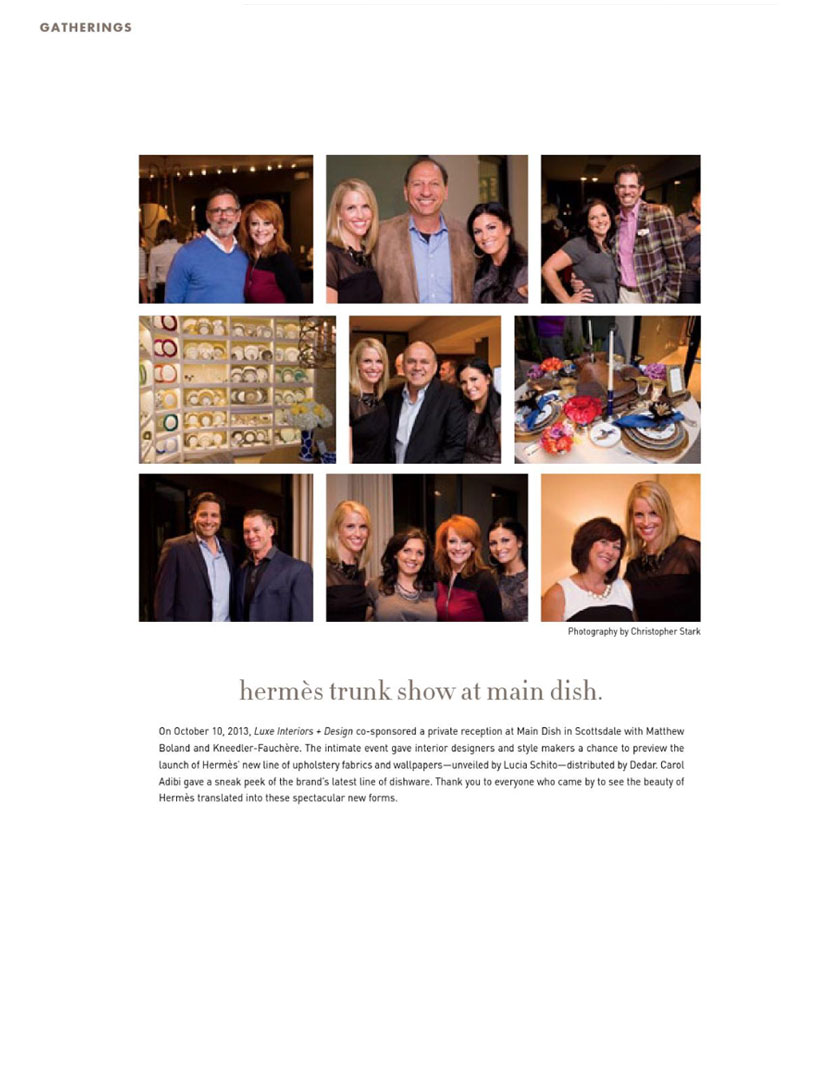 GATHERINGS
Photography by Christopher Stark
hermès trunk show at main dish.
On October 10, 2013, Luxe Interiors + Design co-sponsored a private reception at Main Dish in Scottsdale with Matthew
Boland and Kneedler-Fauchère. The intimate event gave interior designers and style makers a chance to preview the
launch of Hermès' new line of upholstery fabrics and wallpapers—unveiled by Lucia Schito—distributed by Dedar. Carol
Adibi gave a sneak peek of the brand's latest line of dishware. Thank you to everyone who came by to see the beauty of
Hermès translated into these spectacular new forms.